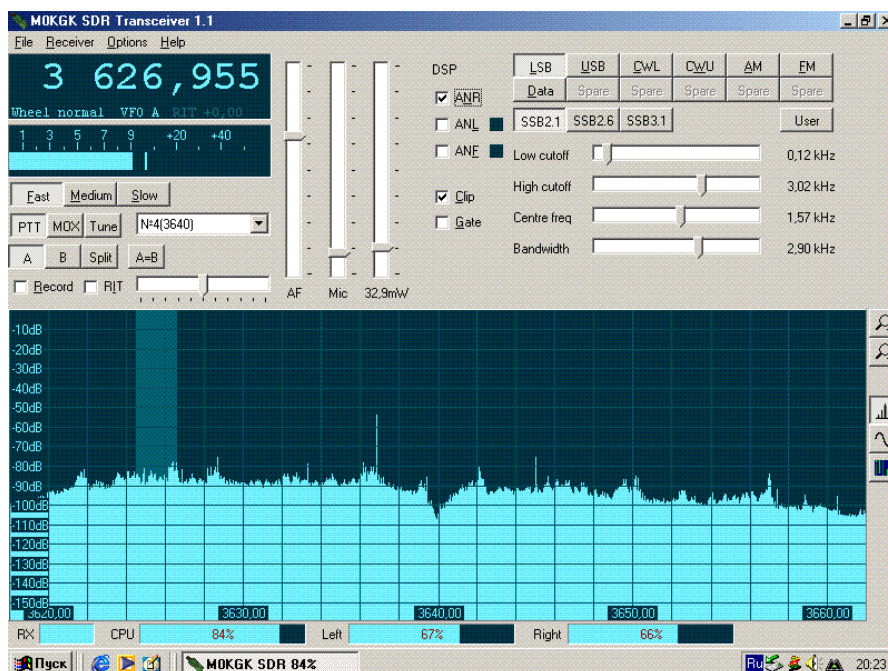 M0KGK SDR Transceiver 1.1
File Receiver Options Help
3 626,955
Wheel normal VFO A RIT +0,00
1 3 5 7 9 +20 +40
Fast Medium Slow
PTT MOX Tune №4(3640)
A B Split A=B
Record RIT
AF Mic 32,9mW
DSP
ANR
ANL
ANF
Clip
Gate
LSB USB CWL CWU AM FM
Data Spare Spare Spare Spare Spare
SSB2.1 SSB2.6 SSB3.1 User
Low cutoff 0,12 kHz
High cutoff 3,02 kHz
Centre freq 1,57 kHz
Bandwidth 2,90 kHz
-10dB
-20dB
-30dB
-40dB
-50dB
-60dB
-70dB
-80dB
-90dB
-100dB
-110dB
-120dB
-130dB
-140dB
-150dB
3620,00 3630,00 3640,00 3650,00 3660,00
RX CPU 84% Left 67% Right 66%
Пуск M0KGK SDR 84% Ru 20:23